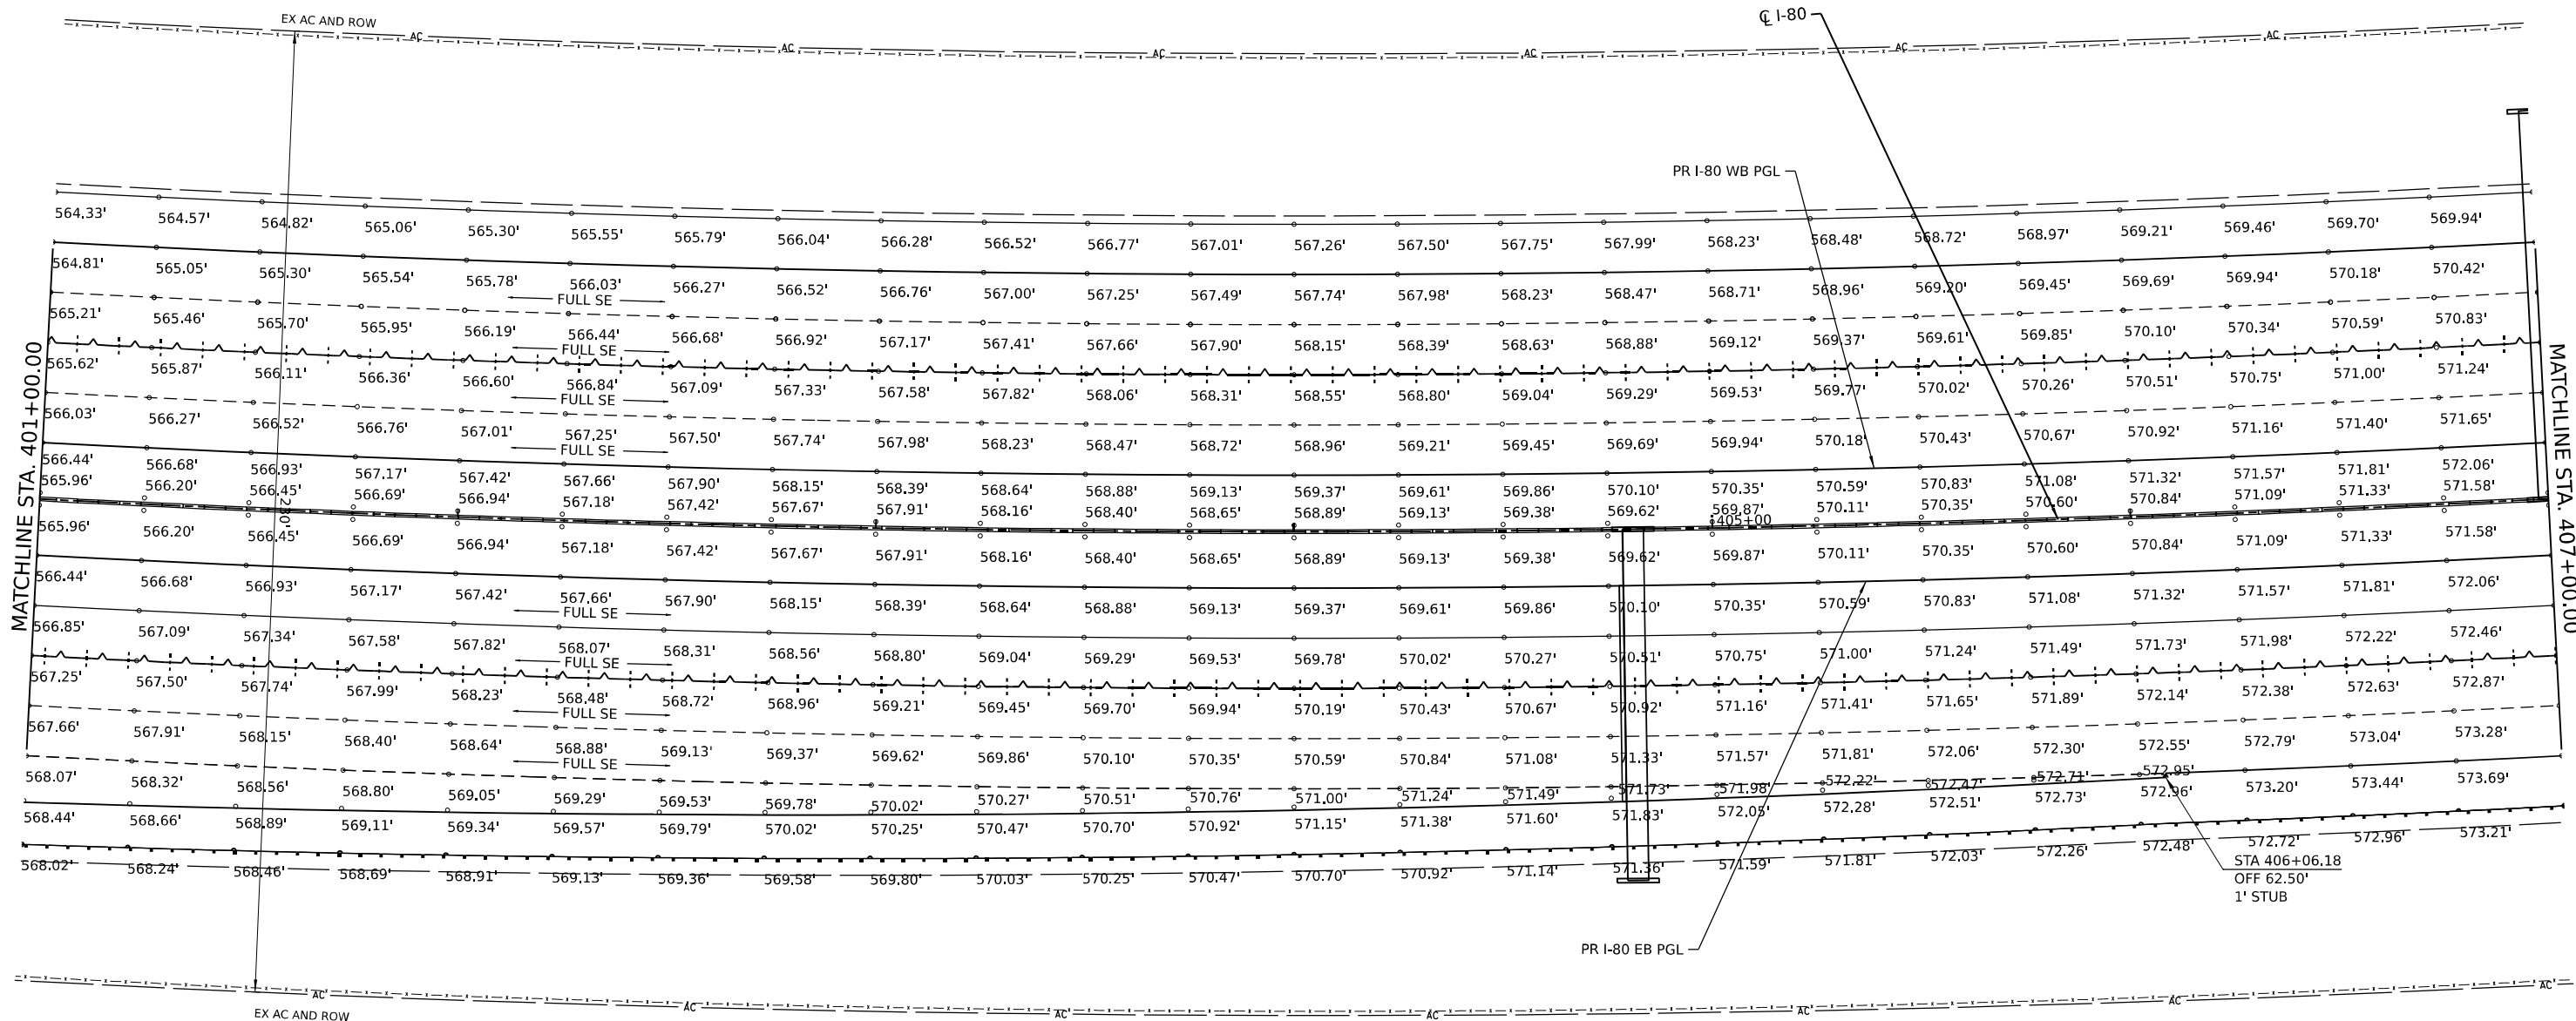 EX AC AND ROW
℄ I-80
AC AC AC AC AC AC
PR I-80 WB PGL
564.33' 564.57' 564.82' 565.06' 565.30' 565.55' 565.79' 566.04' 566.28' 566.52' 566.77' 567.01' 567.26' 567.50' 567.75' 567.99' 568.23' 568.48' 568.72' 568.97' 569.21' 569.46' 569.70' 569.94'
564.81' 565.05' 565.30' 565.54' 565.78' 566.03' 566.27' 566.52' 566.76' 567.00' 567.25' 567.49' 567.74' 567.98' 568.23' 568.47' 568.71' 568.96' 569.20' 569.45' 569.69' 569.94' 570.18' 570.42'
FULL SE
565.21' 565.46' 565.70' 565.95' 566.19' 566.44' 566.68' 566.92' 567.17' 567.41' 567.66' 567.90' 568.15' 568.39' 568.63' 568.88' 569.12' 569.37' 569.61' 569.85' 570.10' 570.34' 570.59' 570.83'
FULL SE
565.62' 565.87' 566.11' 566.36' 566.60' 566.84' 567.09' 567.33' 567.58' 567.82' 568.06' 568.31' 568.55' 568.80' 569.04' 569.29' 569.53' 569.77' 570.02' 570.26' 570.51' 570.75' 571.00' 571.24'
FULL SE
566.03' 566.27' 566.52' 566.76' 567.01' 567.25' 567.50' 567.74' 567.98' 568.23' 568.47' 568.72' 568.96' 569.21' 569.45' 569.69' 569.94' 570.18' 570.43' 570.67' 570.92' 571.16' 571.40' 571.65'
FULL SE
566.44' 566.68' 566.93' 567.17' 567.42' 567.66' 567.90' 568.15' 568.39' 568.64' 568.88' 569.13' 569.37' 569.61' 569.86' 570.10' 570.35' 570.59' 570.83' 571.08' 571.32' 571.57' 571.81' 572.06'
565.96' 566.20' 566.45' 566.69' 566.94' 567.18' 567.42' 567.67' 567.91' 568.16' 568.40' 568.65' 568.89' 569.13' 569.38' 569.62' 569.87' 570.11' 570.35' 570.60' 570.84' 571.09' 571.33' 571.58'
MATCHLINE STA. 401+00.00
230'
405+00
MATCHLINE STA. 407+00.00
565.96' 566.20' 566.45' 566.69' 566.94' 567.18' 567.42' 567.67' 567.91' 568.16' 568.40' 568.65' 568.89' 569.13' 569.38' 569.62' 569.87' 570.11' 570.35' 570.60' 570.84' 571.09' 571.33' 571.58'
566.44' 566.68' 566.93' 567.17' 567.42' 567.66' 567.90' 568.15' 568.39' 568.64' 568.88' 569.13' 569.37' 569.61' 569.86' 570.10' 570.35' 570.59' 570.83' 571.08' 571.32' 571.57' 571.81' 572.06'
FULL SE
566.85' 567.09' 567.34' 567.58' 567.82' 568.07' 568.31' 568.56' 568.80' 569.04' 569.29' 569.53' 569.78' 570.02' 570.27' 570.51' 570.75' 571.00' 571.24' 571.49' 571.73' 571.98' 572.22' 572.46'
FULL SE
567.25' 567.50' 567.74' 567.99' 568.23' 568.48' 568.72' 568.96' 569.21' 569.45' 569.70' 569.94' 570.19' 570.43' 570.67' 570.92' 571.16' 571.41' 571.65' 571.89' 572.14' 572.38' 572.63' 572.87'
FULL SE
567.66' 567.91' 568.15' 568.40' 568.64' 568.88' 569.13' 569.37' 569.62' 569.86' 570.10' 570.35' 570.59' 570.84' 571.08' 571.33' 571.57' 571.81' 572.06' 572.30' 572.55' 572.79' 573.04' 573.28'
FULL SE
568.07' 568.32' 568.56' 568.80' 569.05' 569.29' 569.53' 569.78' 570.02' 570.27' 570.51' 570.76' 571.00' 571.24' 571.49' 571.73' 571.98' 572.22' 572.47' 572.71' 572.95' 573.20' 573.44' 573.69'
568.44' 568.66' 568.89' 569.11' 569.34' 569.57' 569.79' 570.02' 570.25' 570.47' 570.70' 570.92' 571.15' 571.38' 571.60' 571.83' 572.05' 572.28' 572.51' 572.73' 572.96' 572.72' 572.96' 573.21'
568.02' 568.24' 568.46' 568.69' 568.91' 569.13' 569.36' 569.58' 569.80' 570.03' 570.25' 570.47' 570.70' 570.92' 571.14' 571.36' 571.59' 571.81' 572.03' 572.26' 572.48'
STA 406+06.18
OFF 62.50'
1' STUB
PR I-80 EB PGL
AC AC AC AC AC AC AC
EX AC AND ROW